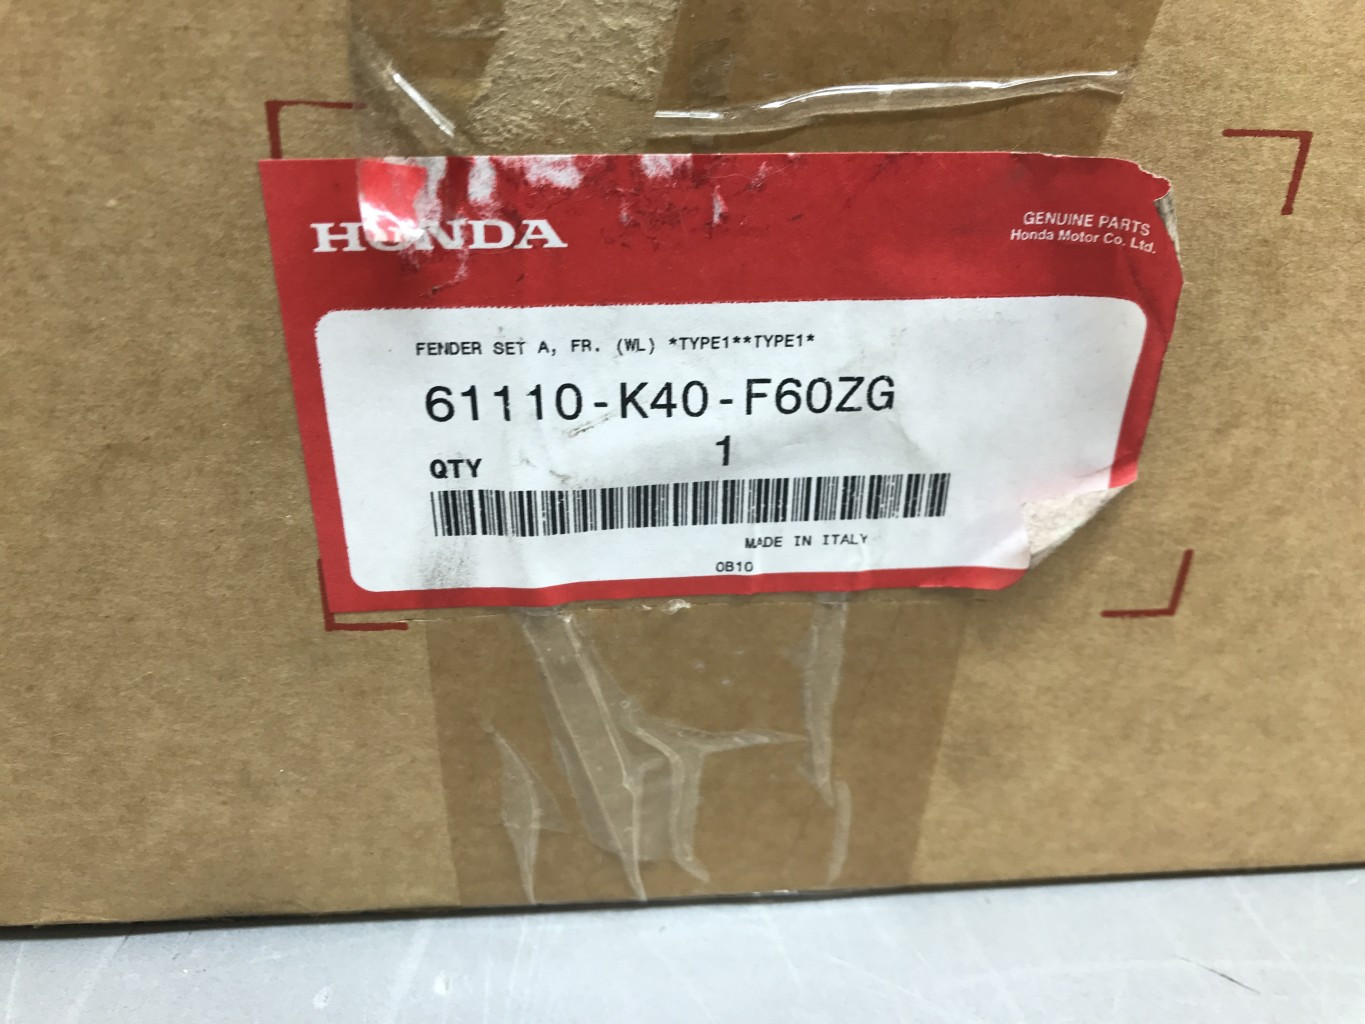 HONDA
GENUINE PARTS
Honda Motor Co. Ltd.
FENDER SET A, FR. (WL) *TYPE1**TYPE1*
61110-K40-F60ZG
QTY 1
MADE IN ITALY
0B10